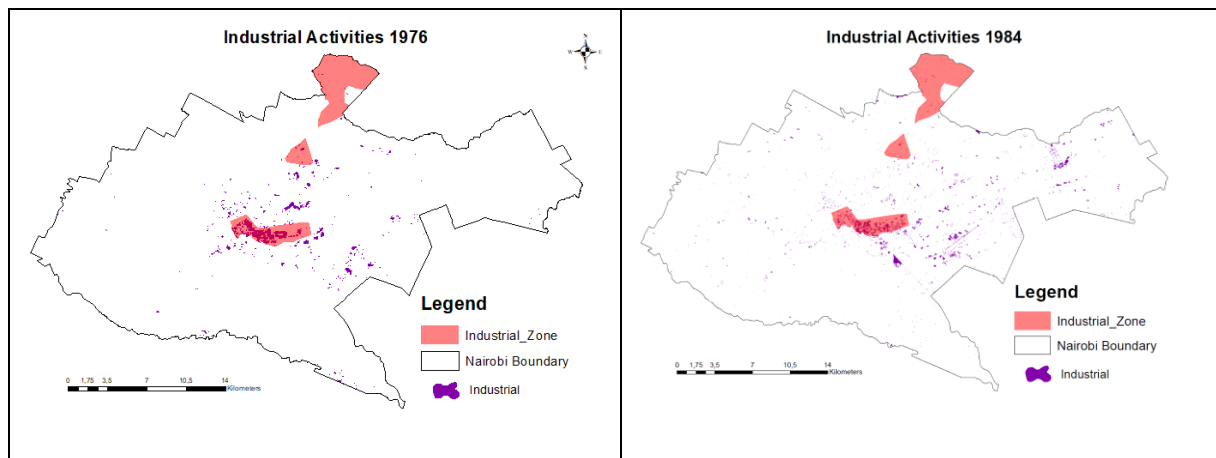 Industrial Activities 1976
N
W E
S
Legend
Industrial_Zone
Nairobi Boundary
Industrial
0 1,75 3,5 7 10,5 14
Kilometers
Industrial Activities 1984
Legend
Industrial_Zone
Nairobi Boundary
Industrial
0 1,75 3,5 7 10,5 14
Kilometers